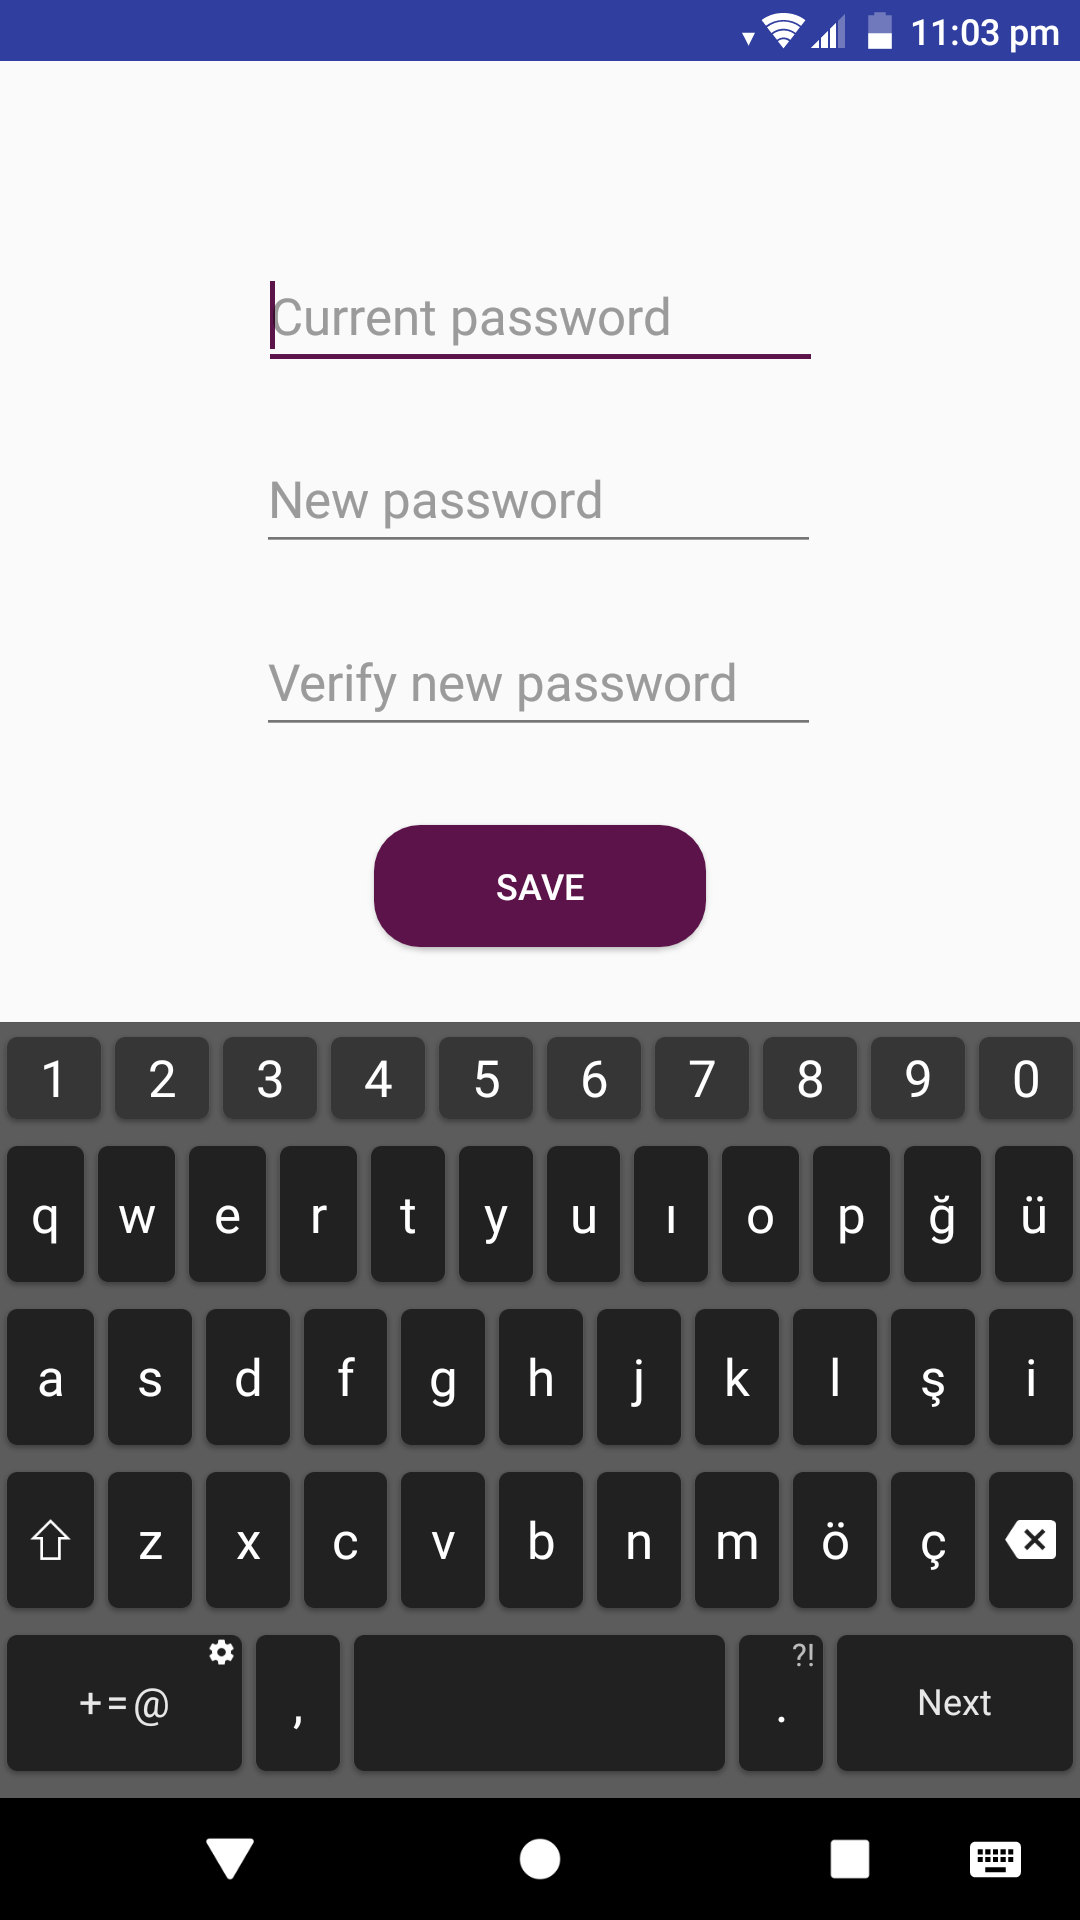 11:03 pm
Current password
New password
Verify new password
SAVE
1 2 3 4 5 6 7 8 9 0
q w e r t y u ı o p ğ ü
a s d f g h j k l ş i
z x c v b n m ö ç
+=@ , ?! . Next